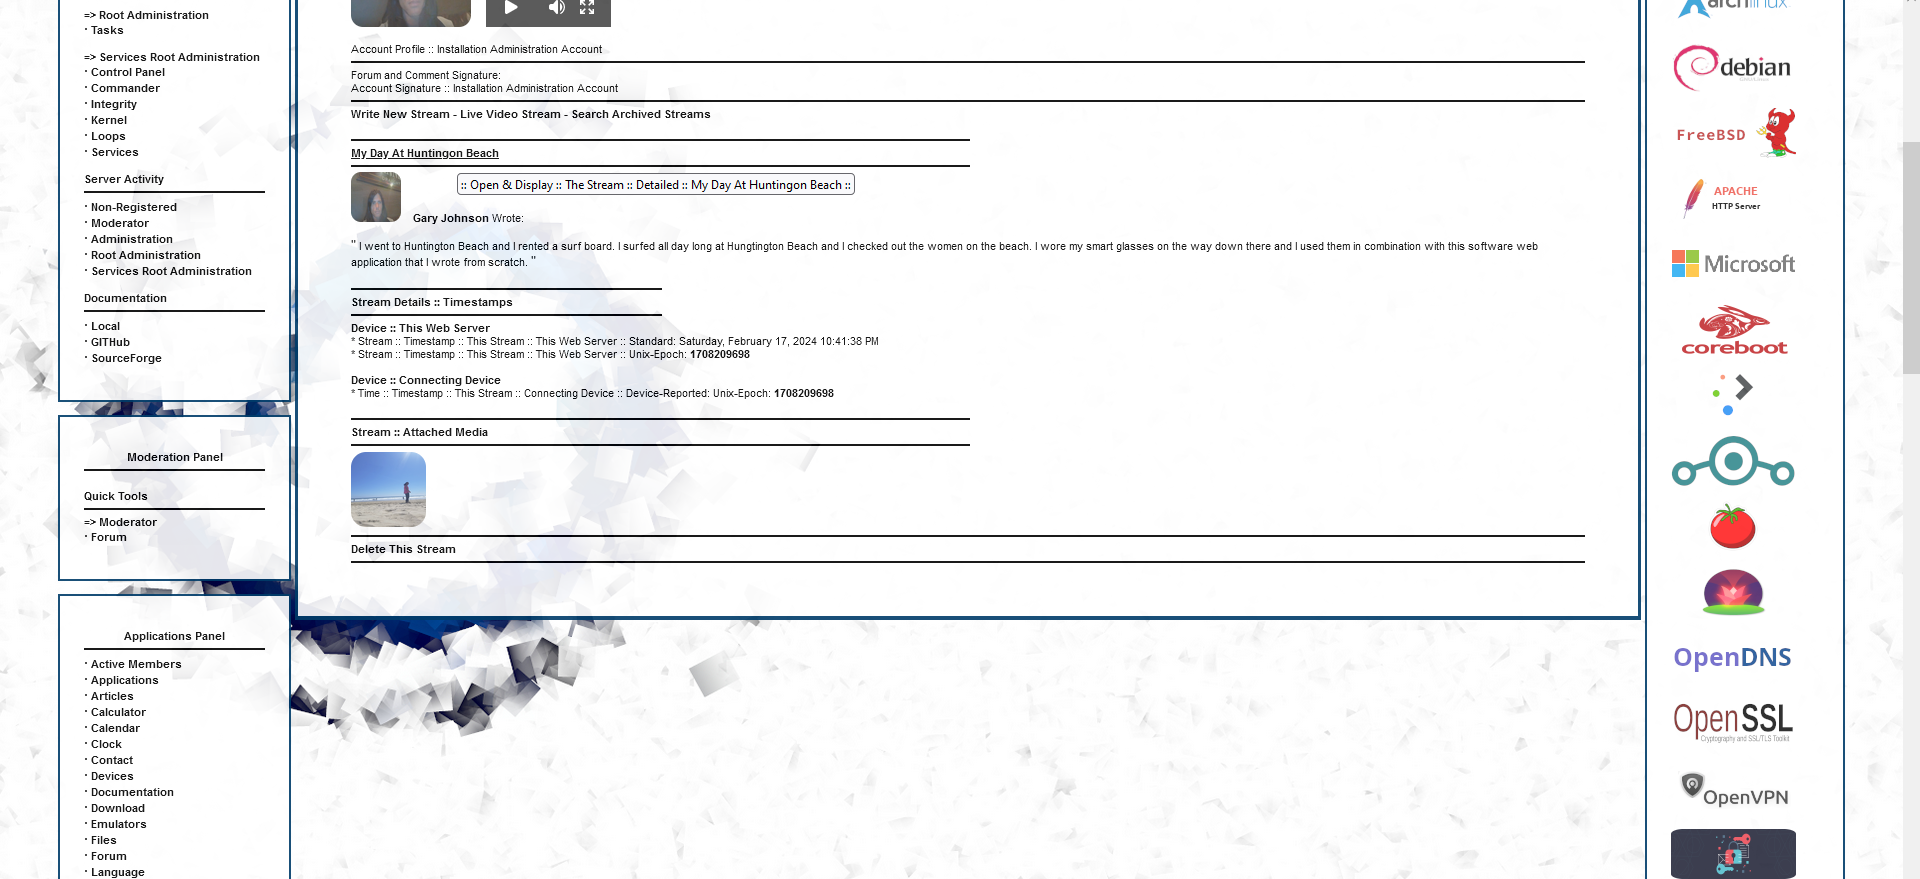 => Root Administration
· Tasks
=> Services Root Administration
· Control Panel
· Commander
· Integrity
· Kernel
· Loops
· Services
Server Activity
· Non-Registered
· Moderator
· Administration
· Root Administration
· Services Root Administration
Documentation
· Local
· GITHub
· SourceForge
Moderation Panel
Quick Tools
=> Moderator
· Forum
Applications Panel
· Active Members
· Applications
· Articles
· Calculator
· Calendar
· Clock
· Contact
· Devices
· Documentation
· Download
· Emulators
· Files
· Forum
· Language
Account Profile :: Installation Administration Account
Forum and Comment Signature:
Account Signature :: Installation Administration Account
Write New Stream - Live Video Stream - Search Archived Streams
My Day At Huntingon Beach
:: Open & Display :: The Stream :: Detailed :: My Day At Huntingon Beach ::
Gary Johnson Wrote:
" I went to Huntington Beach and I rented a surf board. I surfed all day long at Hungtington Beach and I checked out the women on the beach. I wore my smart glasses on the way down there and I used them in combination with this software web
application that I wrote from scratch. "
Stream Details :: Timestamps
Device :: This Web Server
* Stream :: Timestamp :: This Stream :: This Web Server :: Standard: Saturday, February 17, 2024 10:41:38 PM
* Stream :: Timestamp :: This Stream :: This Web Server :: Unix-Epoch: 1708209698
Device :: Connecting Device
* Time :: Timestamp :: This Stream :: Connecting Device :: Device-Reported: Unix-Epoch: 1708209698
Stream :: Attached Media
Delete This Stream
archlinux
debian
FreeBSD
APACHE
HTTP Server
Microsoft
coreboot
OpenDNS
OpenSSL
Cryptography and SSL/TLS Toolkit
OpenVPN